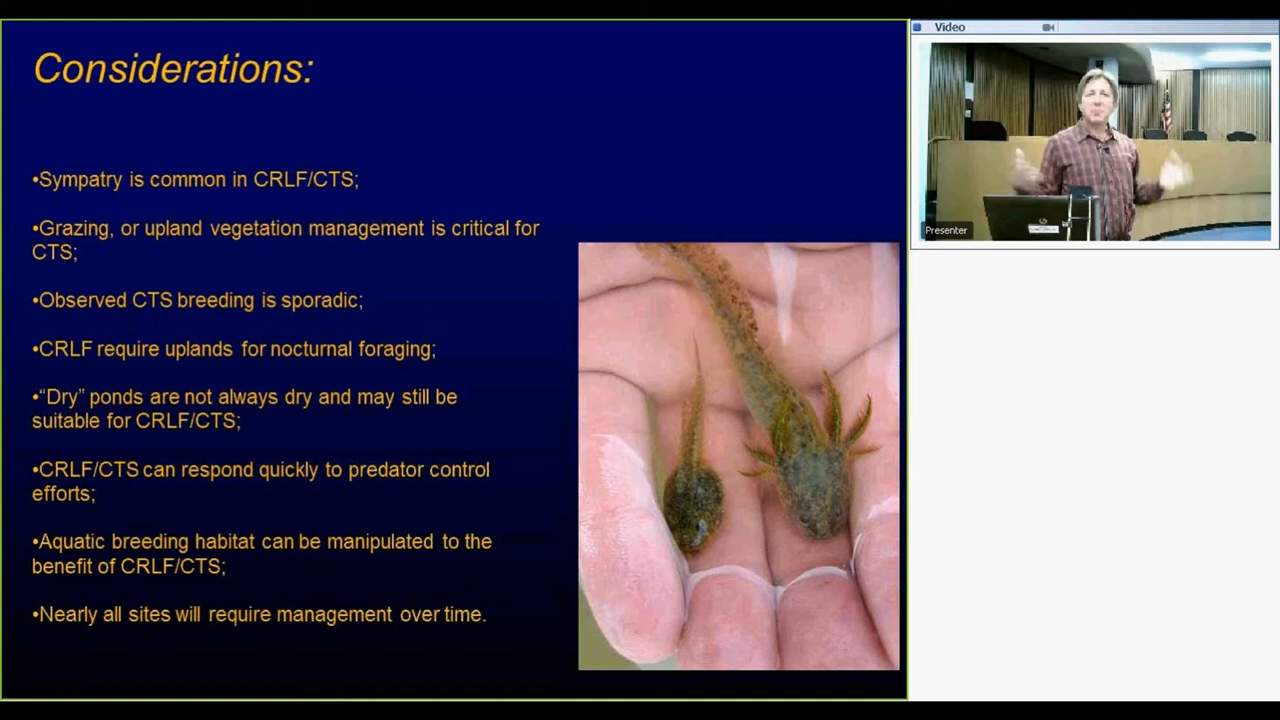 Considerations:
•Sympatry is common in CRLF/CTS;
•Grazing, or upland vegetation management is critical for
CTS;
•Observed CTS breeding is sporadic;
•CRLF require uplands for nocturnal foraging;
•“Dry” ponds are not always dry and may still be
suitable for CRLF/CTS;
•CRLF/CTS can respond quickly to predator control
efforts;
•Aquatic breeding habitat can be manipulated to the
benefit of CRLF/CTS;
•Nearly all sites will require management over time.
Video
Presenter